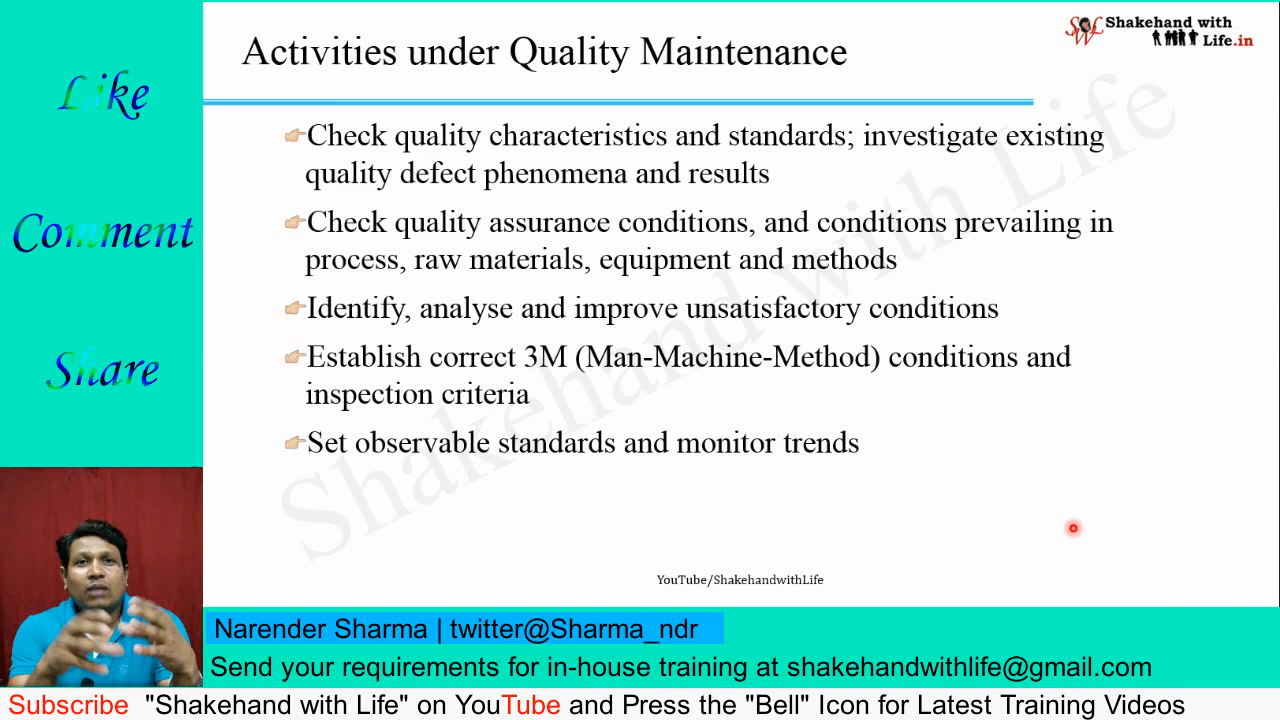 Like
Comment
Share
Activities under Quality Maintenance
SWL Shakehand with
Life.in
Check quality characteristics and standards; investigate existing
quality defect phenomena and results
Check quality assurance conditions, and conditions prevailing in
process, raw materials, equipment and methods
Identify, analyse and improve unsatisfactory conditions
Establish correct 3M (Man-Machine-Method) conditions and
inspection criteria
Set observable standards and monitor trends
Shakehand with Life
YouTube/ShakehandwithLife
Narender Sharma | twitter@Sharma_ndr
Send your requirements for in-house training at shakehandwithlife@gmail.com
Subscribe "Shakehand with Life" on YouTube and Press the "Bell" Icon for Latest Training Videos